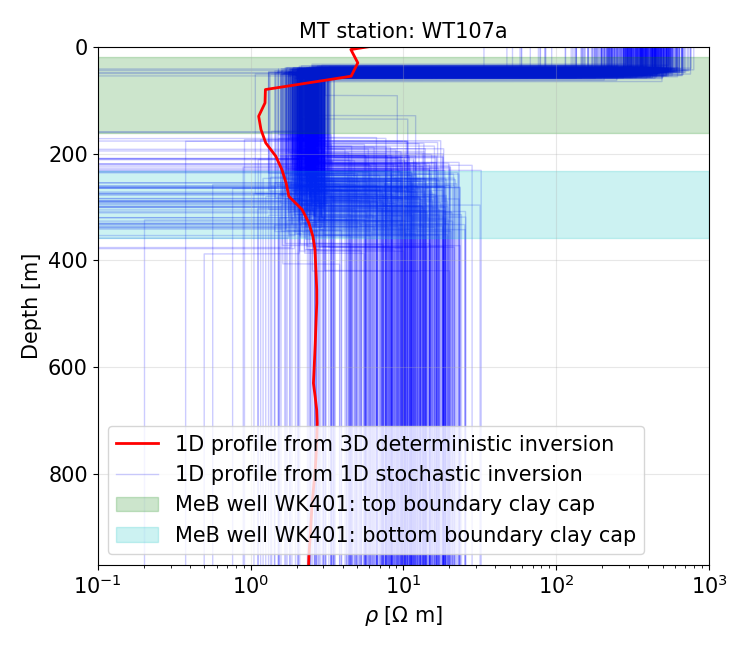 MT station: WT107a
0
200
400
600
800
Depth [m]
1D profile from 3D deterministic inversion
1D profile from 1D stochastic inversion
MeB well WK401: top boundary clay cap
MeB well WK401: bottom boundary clay cap
10⁻¹ 10⁰ 10¹ 10² 10³
ρ [Ω m]